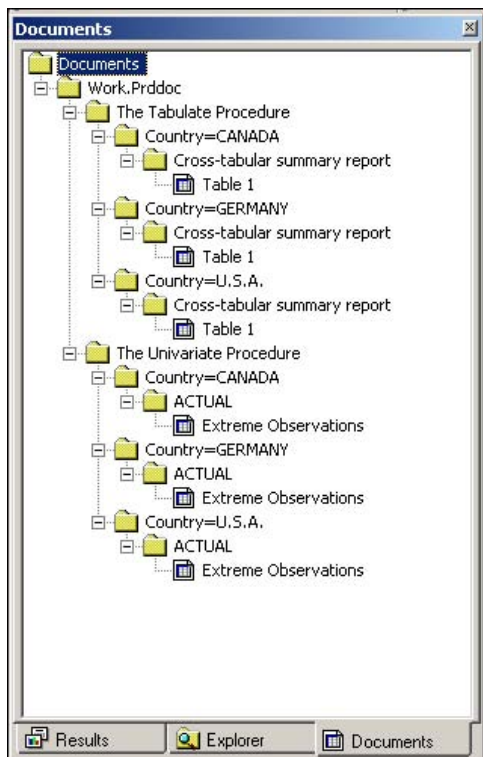 Documents
Documents
Work.Prddoc
The Tabulate Procedure
Country=CANADA
Cross-tabular summary report
Table 1
Country=GERMANY
Cross-tabular summary report
Table 1
Country=U.S.A.
Cross-tabular summary report
Table 1
The Univariate Procedure
Country=CANADA
ACTUAL
Extreme Observations
Country=GERMANY
ACTUAL
Extreme Observations
Country=U.S.A.
ACTUAL
Extreme Observations
Results Explorer Documents